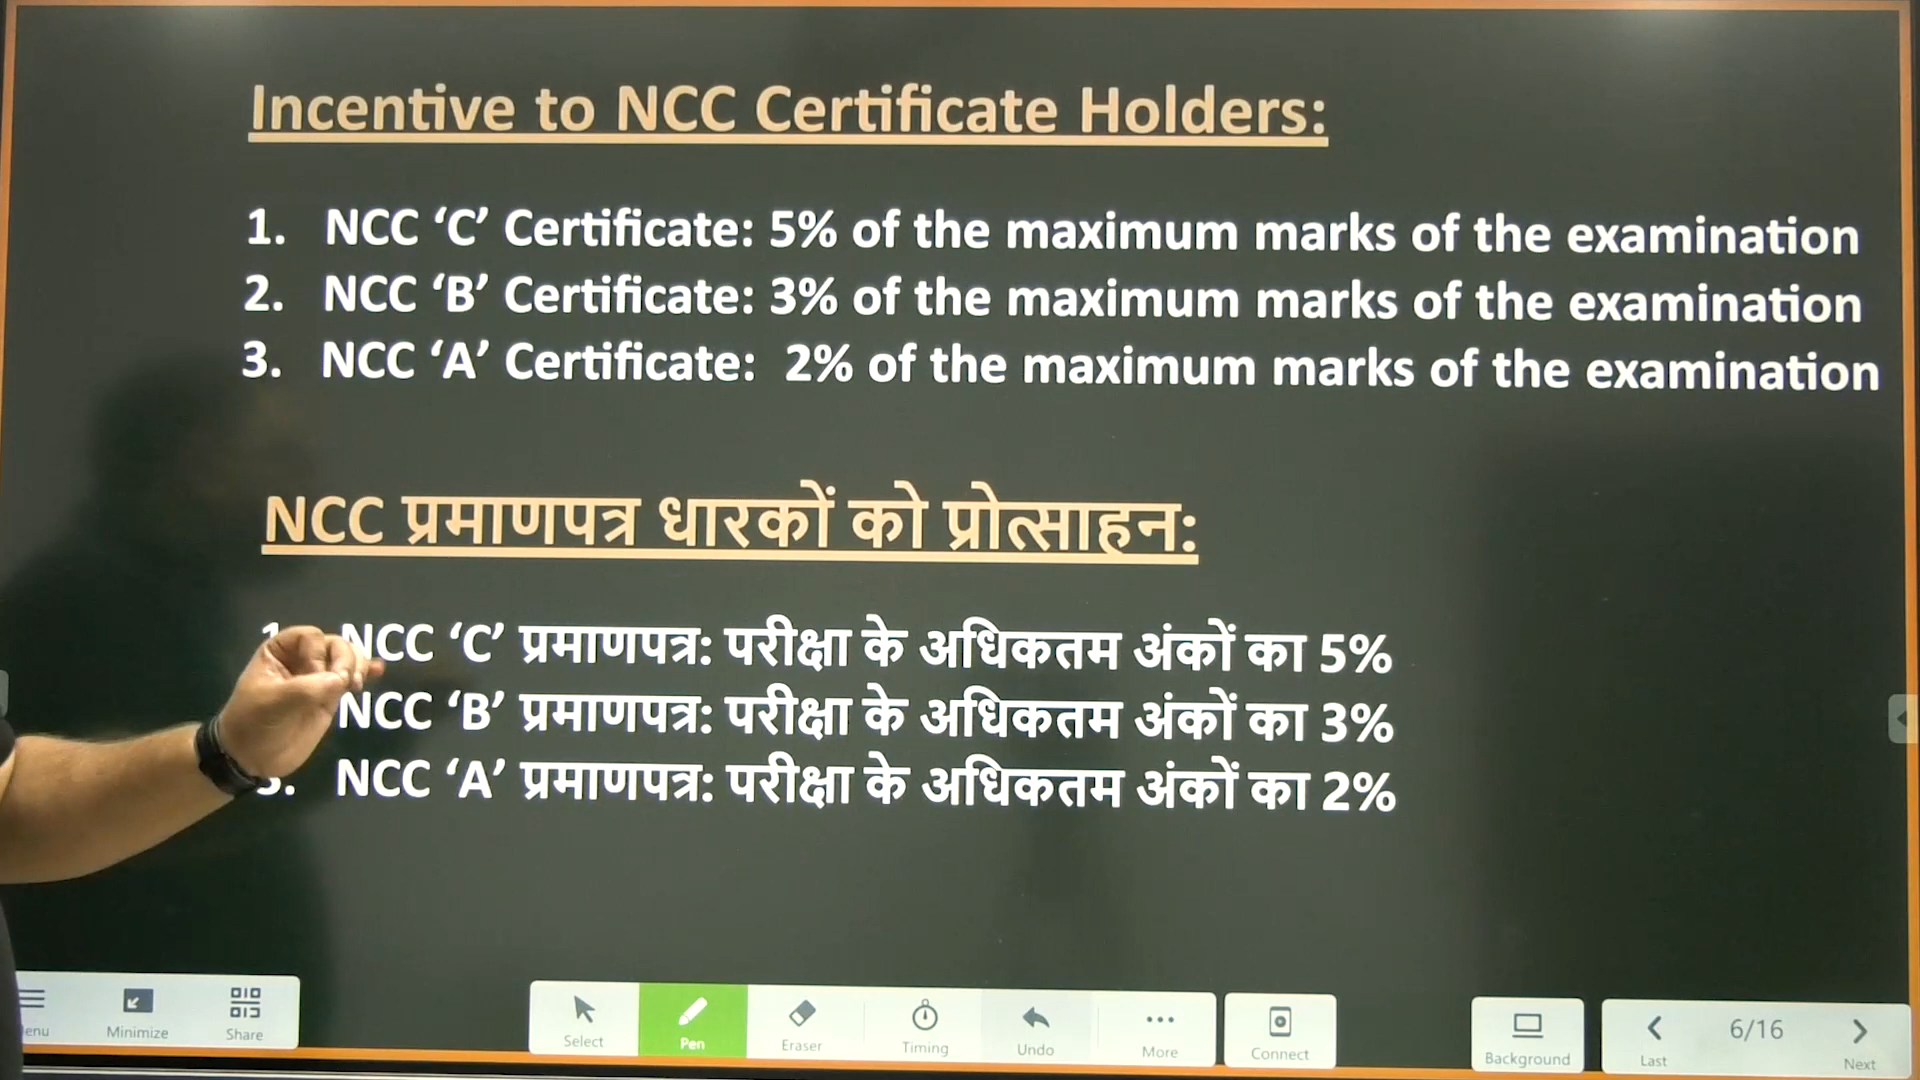 Incentive to NCC Certificate Holders:
1. NCC ‘C’ Certificate: 5% of the maximum marks of the examination
2. NCC ‘B’ Certificate: 3% of the maximum marks of the examination
3. NCC ‘A’ Certificate: 2% of the maximum marks of the examination
NCC प्रमाणपत्र धारकों को प्रोत्साहन:
NCC ‘C’ प्रमाणपत्र: परीक्षा के अधिकतम अंकों का 5%
NCC ‘B’ प्रमाणपत्र: परीक्षा के अधिकतम अंकों का 3%
3. NCC ‘A’ प्रमाणपत्र: परीक्षा के अधिकतम अंकों का 2%
Minimize Share Select Pen Eraser Timing Undo More Connect Background Last 6/16 Next